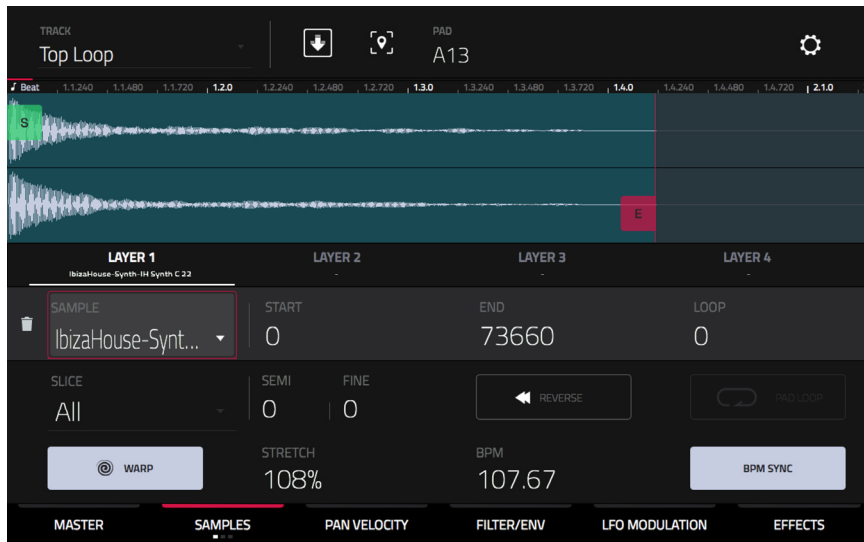 TRACK
Top Loop
PAD
A13
Beat 1.1.240 1.1.480 1.1.720 1.2.0 1.2.240 1.2.480 1.2.720 1.3.0 1.3.240 1.3.480 1.3.720 1.4.0 1.4.240 1.4.480 1.4.720 2.1.0
S
E
LAYER 1 LAYER 2 LAYER 3 LAYER 4
IbizaHouse-Synth-IH Synth C 22 - - -
SAMPLE START END LOOP
IbizaHouse-Synt... 0 73660 0
SLICE SEMI FINE
All 0 0
REVERSE
PAD LOOP
STRETCH BPM
WARP 108% 107.67 BPM SYNC
MASTER SAMPLES PAN VELOCITY FILTER/ENV LFO MODULATION EFFECTS